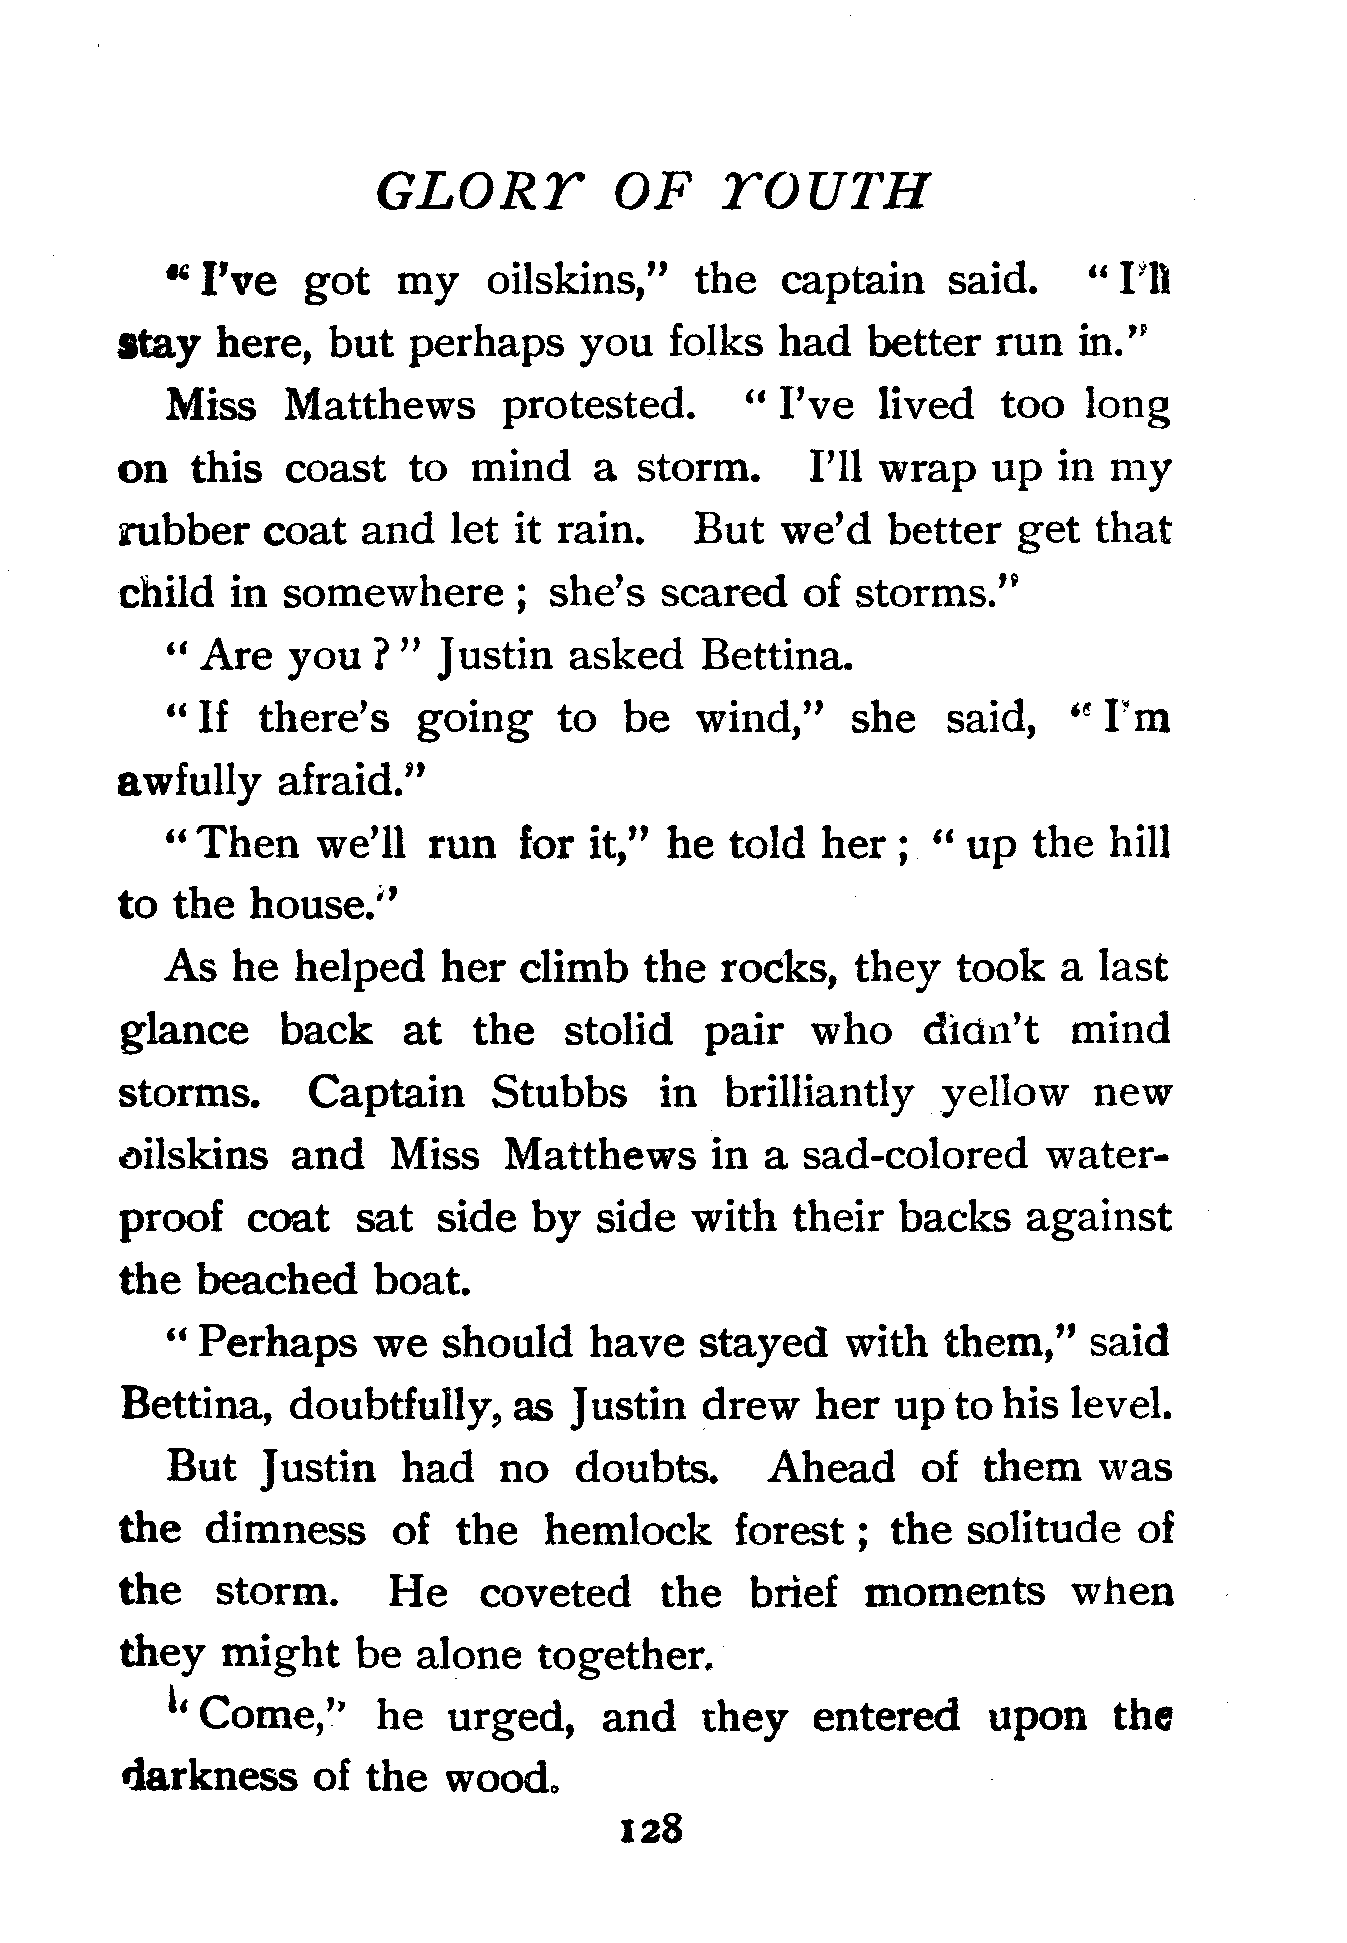 GLORY OF YOUTH
" I've got my oilskins," the captain said. " I'll
stay here, but perhaps you folks had better run in."
Miss Matthews protested. " I've lived too long
on this coast to mind a storm. I'll wrap up in my
rubber coat and let it rain. But we'd better get that
child in somewhere ; she's scared of storms."
" Are you ? " Justin asked Bettina.
" If there's going to be wind," she said, " I'm
awfully afraid."
" Then we'll run for it," he told her ; " up the hill
to the house."
As he helped her climb the rocks, they took a last
glance back at the stolid pair who didn't mind
storms. Captain Stubbs in brilliantly yellow new
oilskins and Miss Matthews in a sad-colored water-
proof coat sat side by side with their backs against
the beached boat.
" Perhaps we should have stayed with them," said
Bettina, doubtfully, as Justin drew her up to his level.
But Justin had no doubts. Ahead of them was
the dimness of the hemlock forest ; the solitude of
the storm. He coveted the brief moments when
they might be alone together.
" Come," he urged, and they entered upon the
darkness of the wood.
128